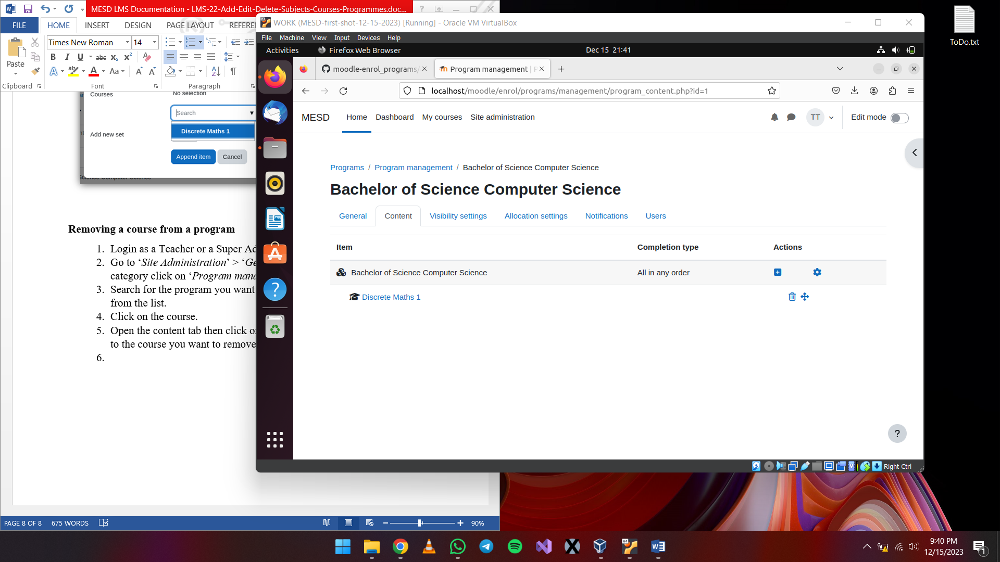 MESD LMS Documentation - LMS-22-Add-Edit-Delete-Subjects-Courses-Programmes.doc...
FILE HOME INSERT DESIGN PAGE LAYOUT REFERE
Times New Roman 14
Paste
Clipboard Font Paragraph
Courses
No selection
Search
Add new set
Discrete Maths 1
Append item Cancel
Removing a course from a program
1. Login as a Teacher or a Super Ad
2. Go to ‘Site Administration’ > ‘Ge
category click on ‘Program mana
3. Search for the program you want
from the list.
4. Click on the course.
5. Open the content tab then click o
to the course you want to remove
6.
PAGE 8 OF 8 675 WORDS
90%
WORK (MESD-first-shot-12-15-2023) [Running] - Oracle VM VirtualBox
File Machine View Input Devices Help
Activities Firefox Web Browser Dec 15 21:41
moodle-enrol_programs/ Program management | P
localhost/moodle/enrol/programs/management/program_content.php?id=1
MESD Home Dashboard My courses Site administration TT Edit mode
Programs / Program management / Bachelor of Science Computer Science
Bachelor of Science Computer Science
General Content Visibility settings Allocation settings Notifications Users
Item Completion type Actions
Bachelor of Science Computer Science All in any order
Discrete Maths 1
?
Right Ctrl
ToDo.txt
9:40 PM
12/15/2023
1